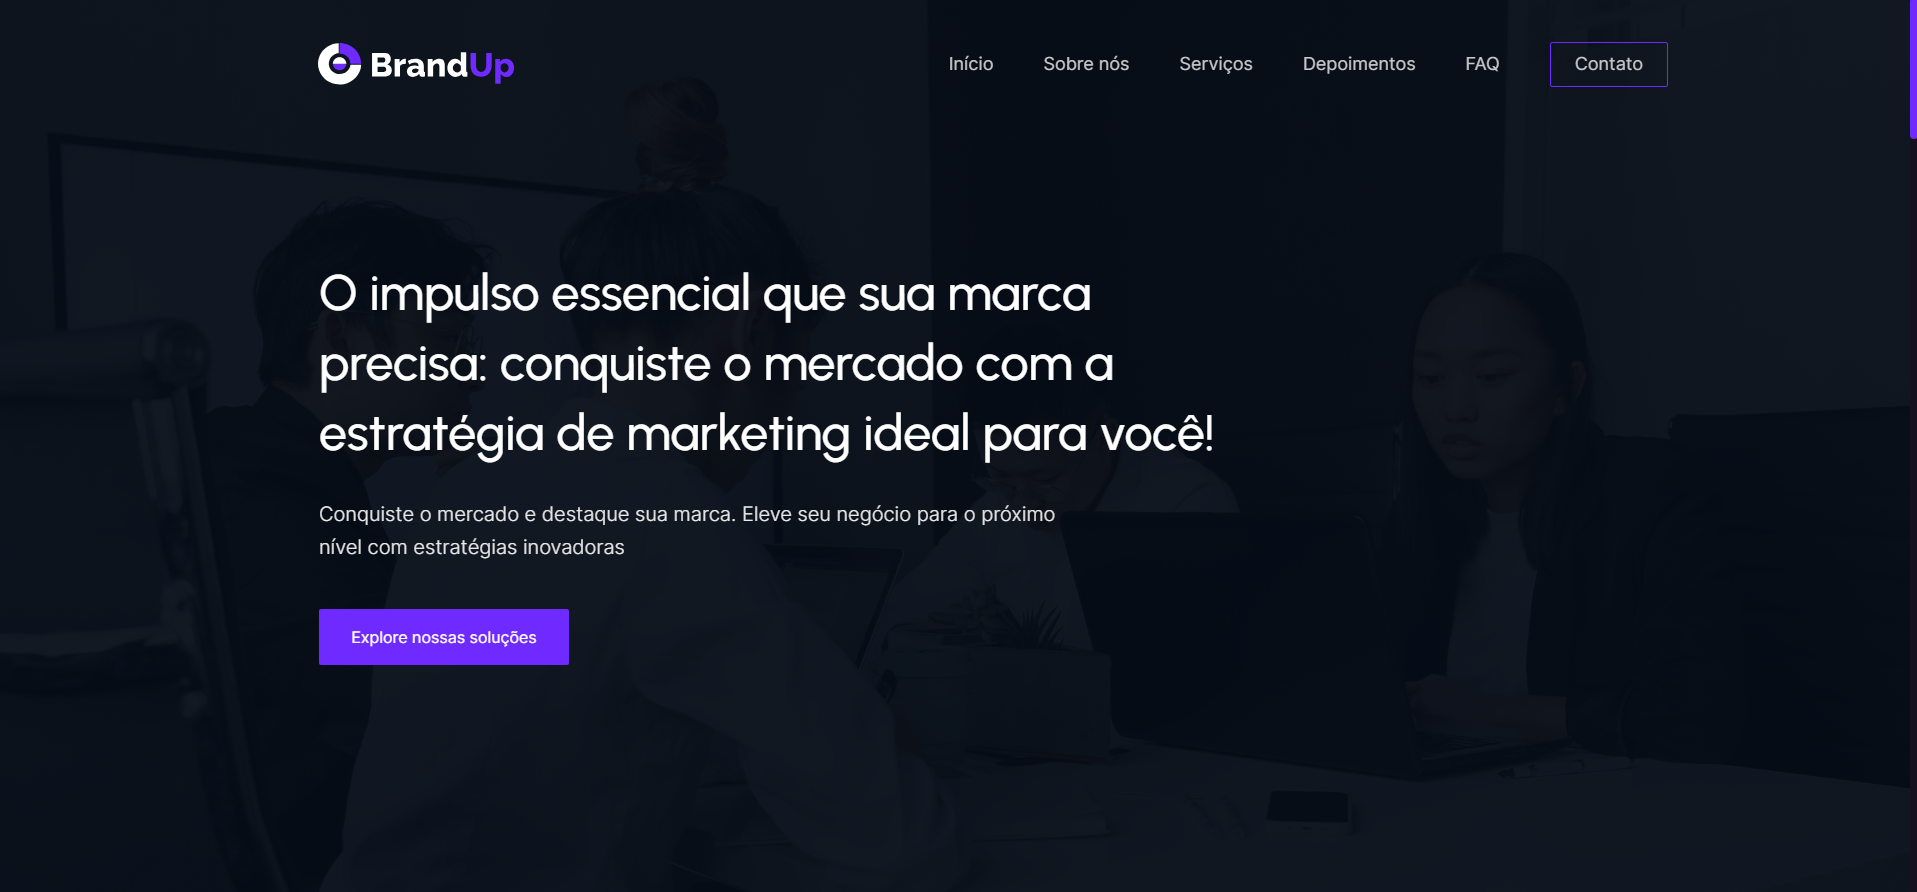 BrandUp
Início Sobre nós Serviços Depoimentos FAQ Contato
O impulso essencial que sua marca
precisa: conquiste o mercado com a
estratégia de marketing ideal para você!
Conquiste o mercado e destaque sua marca. Eleve seu negócio para o próximo
nível com estratégias inovadoras
Explore nossas soluções